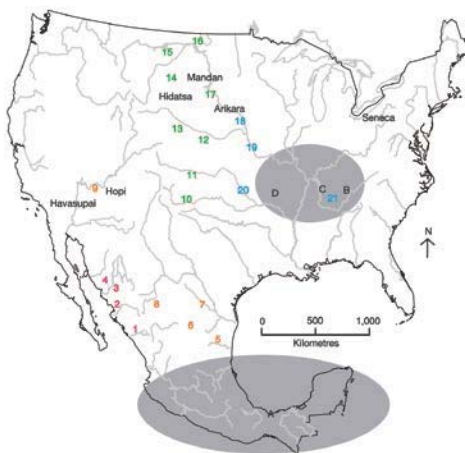 16
15
14 Mandan
Hidatsa 17
Arikara
Seneca
18
13
12
19
11
9 Hopi
20
D
C
B
21
10
Havasupai
N
4
3
2
8
7
1
6
5
0 500 1,000
Kilometres